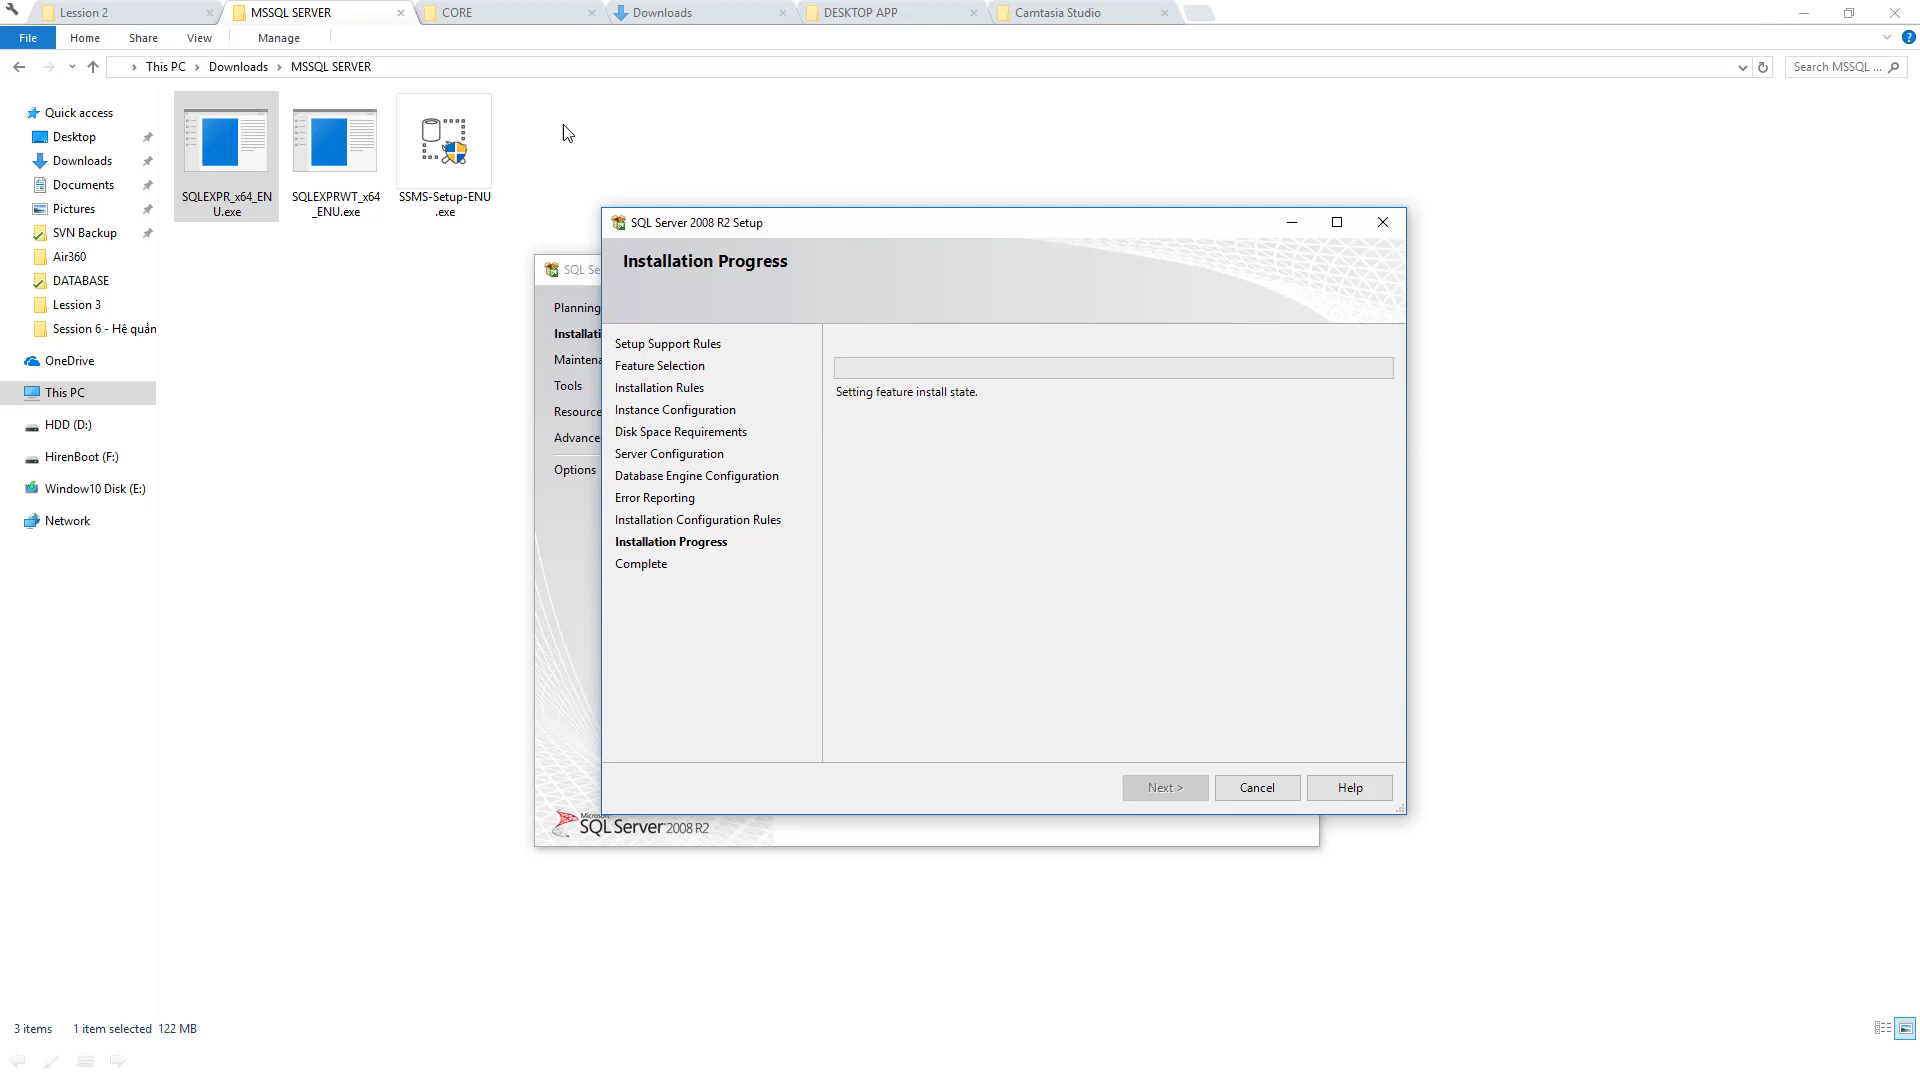 Lession 2
MSSQL SERVER
CORE
Downloads
DESKTOP APP
Camtasia Studio
File
Home
Share
View
Manage
This PC
Downloads
MSSQL SERVER
Search MSSQL ...
Quick access
Desktop
Downloads
Documents
Pictures
SVN Backup
Air360
DATABASE
Lession 3
Session 6 - Hệ quản
OneDrive
This PC
HDD (D:)
HirenBoot (F:)
Window10 Disk (E:)
Network
SQLEXPR_x64_EN
U.exe
SQLEXPRWT_x64
_ENU.exe
SSMS-Setup-ENU
.exe
SQL Se
Planning
Installati
Maintena
Tools
Resource
Advance
Options
Microsoft
SQL Server 2008 R2
SQL Server 2008 R2 Setup
Installation Progress
Setup Support Rules
Feature Selection
Installation Rules
Instance Configuration
Disk Space Requirements
Server Configuration
Database Engine Configuration
Error Reporting
Installation Configuration Rules
Installation Progress
Complete
Setting feature install state.
Next >
Cancel
Help
3 items
1 item selected 122 MB